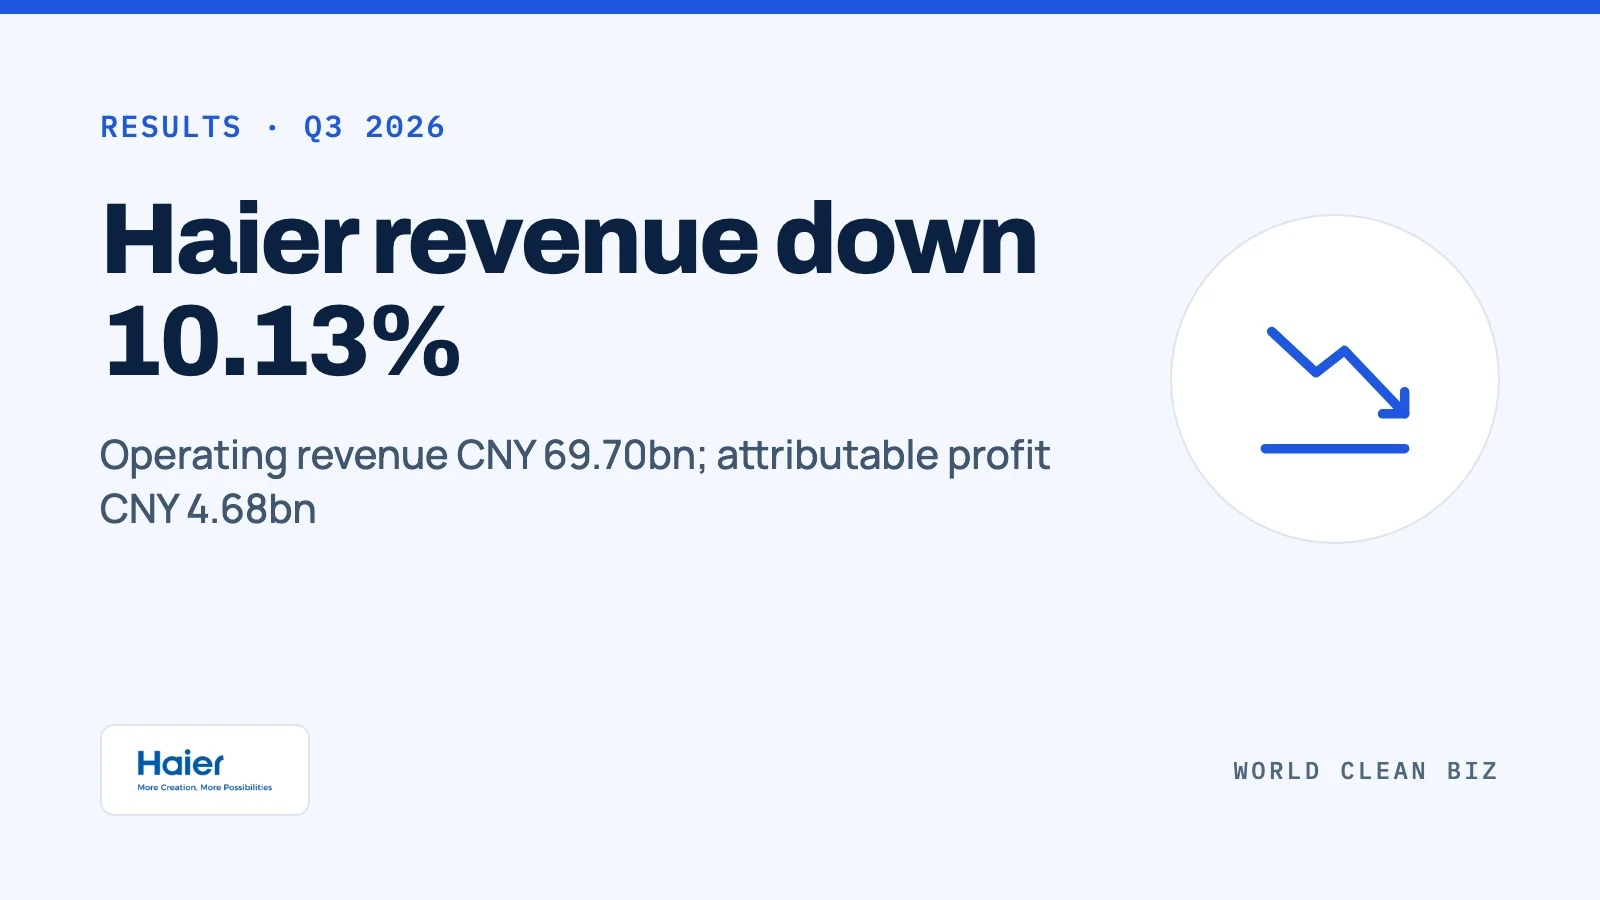 RESULTS · Q3 2026
Haier revenue down
10.13%
Operating revenue CNY 69.70bn; attributable profit
CNY 4.68bn
Haier
More Creation, More Possibilities
WORLD CLEAN BIZ